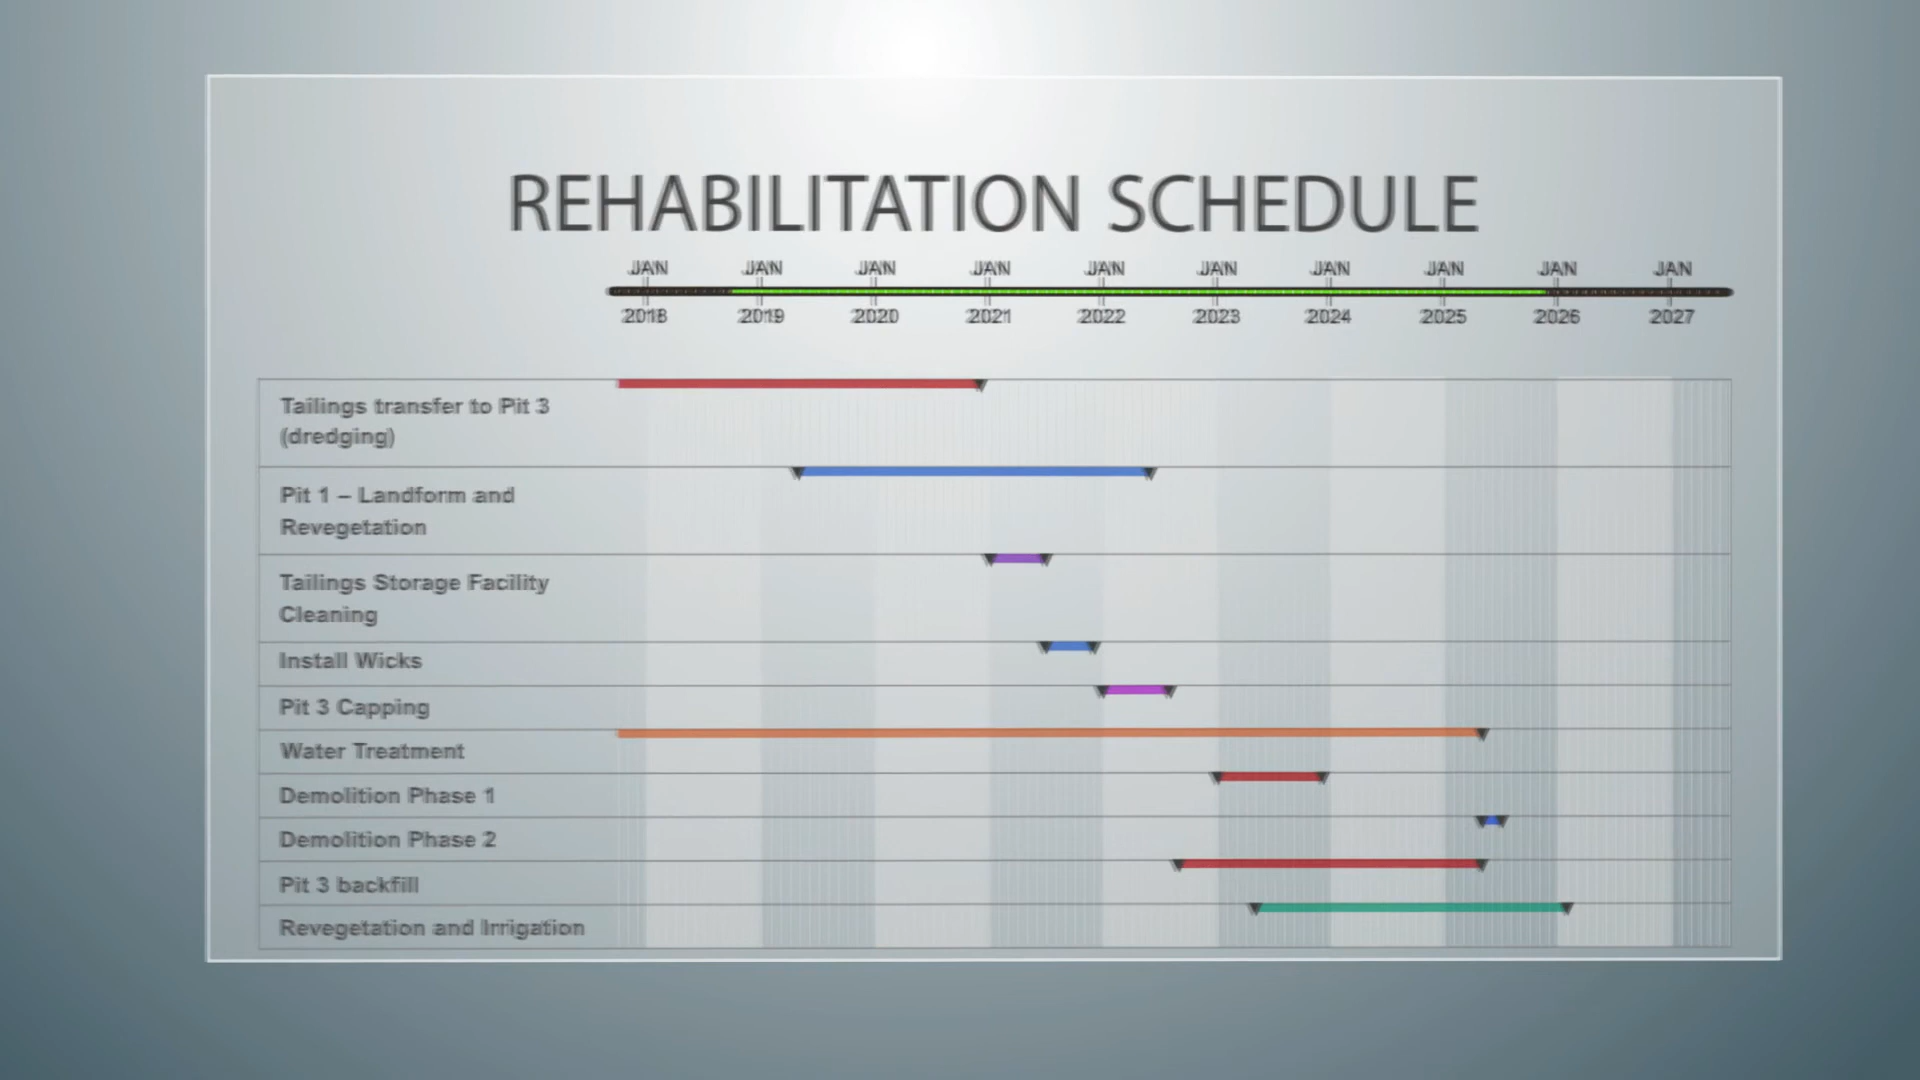 REHABILITATION SCHEDULE
JAN JAN JAN JAN JAN JAN JAN JAN JAN JAN
2018 2019 2020 2021 2022 2023 2024 2025 2026 2027
Tailings transfer to Pit 3
(dredging)
Pit 1 – Landform and
Revegetation
Tailings Storage Facility
Cleaning
Install Wicks
Pit 3 Capping
Water Treatment
Demolition Phase 1
Demolition Phase 2
Pit 3 backfill
Revegetation and Irrigation